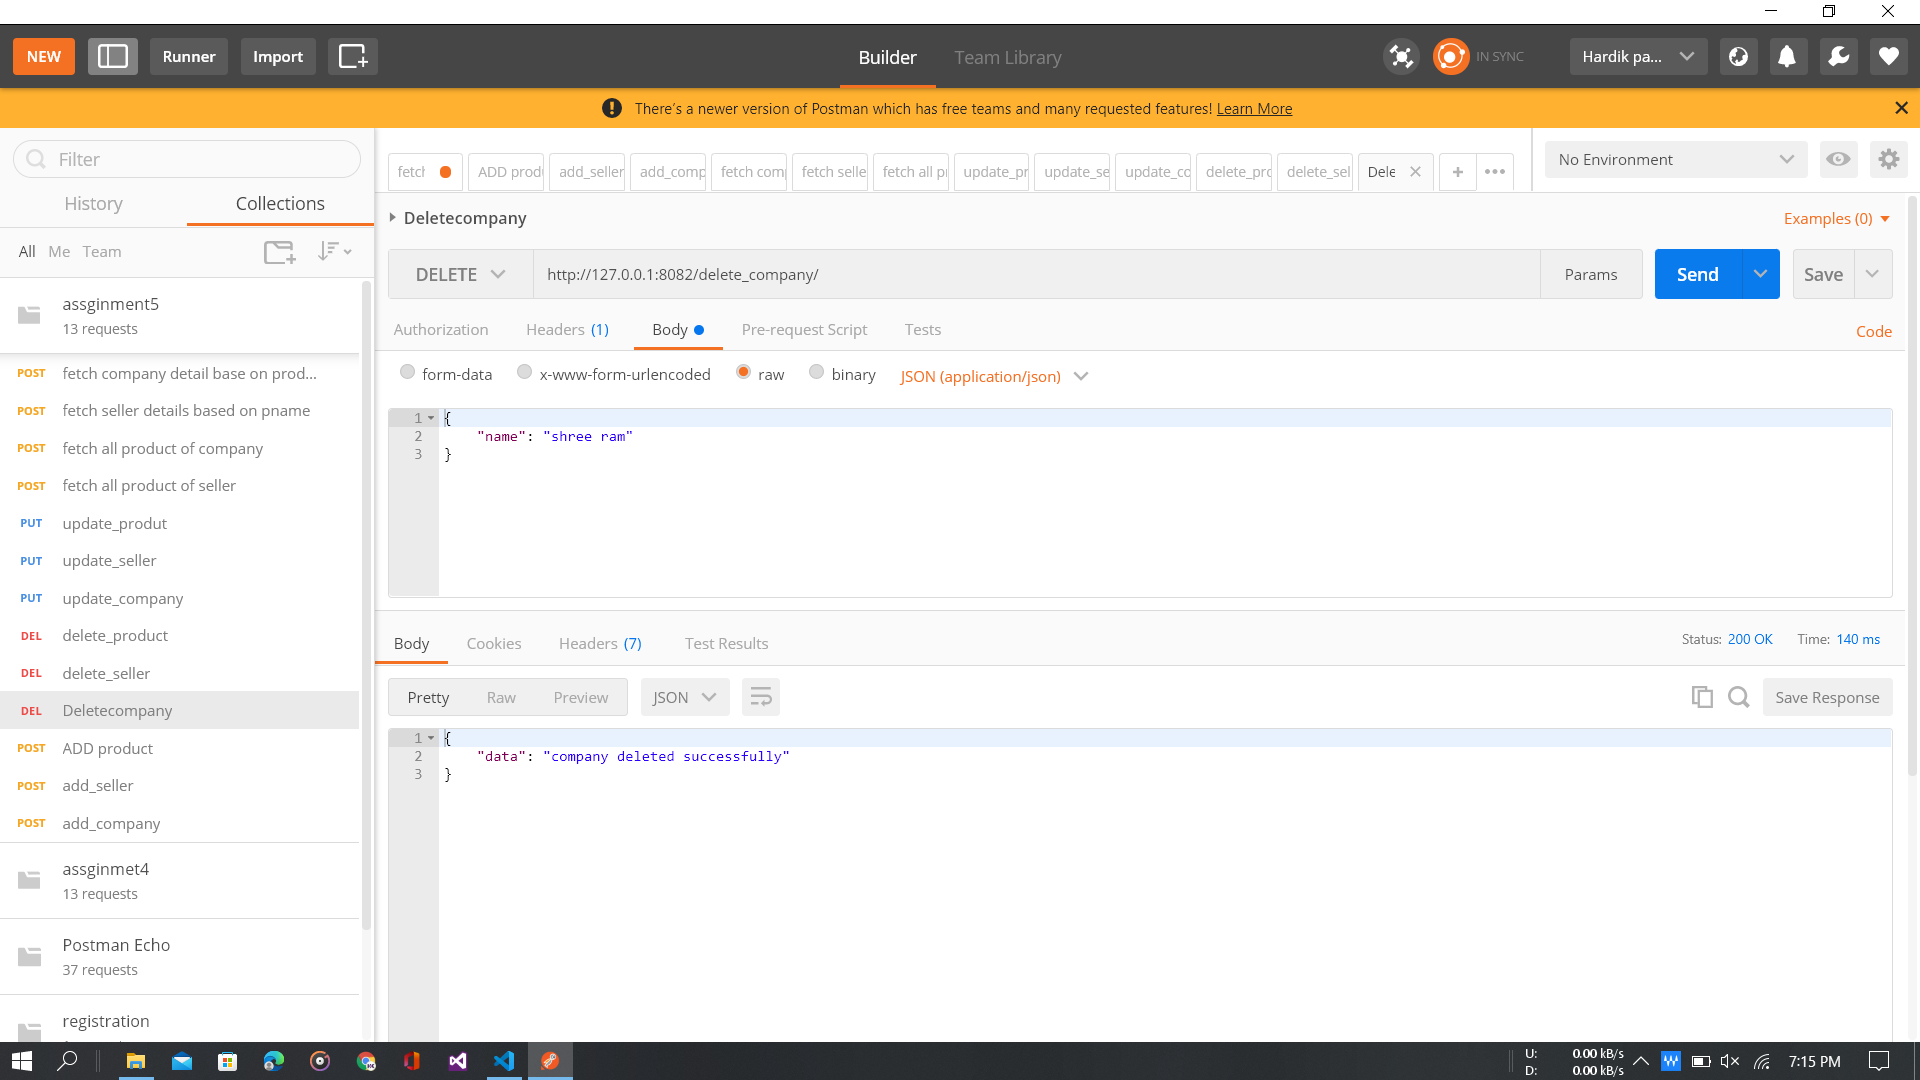 NEW
Runner
Import
Builder
Team Library
IN SYNC
Hardik pa...
There's a newer version of Postman which has free teams and many requested features! Learn More
Filter
History
Collections
All Me Team
assginment5
13 requests
POST fetch company detail base on prod...
POST fetch seller details based on pname
POST fetch all product of company
POST fetch all product of seller
PUT update_produt
PUT update_seller
PUT update_company
DEL delete_product
DEL delete_seller
DEL Deletecompany
POST ADD product
POST add_seller
POST add_company
assginmet4
13 requests
Postman Echo
37 requests
registration
fetch
ADD prod
add_seller
add_comp
fetch com
fetch selle
fetch all p
update_pr
update_se
update_co
delete_pro
delete_sel
Dele
No Environment
Deletecompany
Examples (0)
DELETE
http://127.0.0.1:8082/delete_company/
Params
Send
Save
Authorization
Headers (1)
Body
Pre-request Script
Tests
Code
form-data
x-www-form-urlencoded
raw
binary
JSON (application/json)
1 {
2 "name": "shree ram"
3 }
Body
Cookies
Headers (7)
Test Results
Status: 200 OK
Time: 140 ms
Pretty
Raw
Preview
JSON
Save Response
1 {
2 "data": "company deleted successfully"
3 }
U: 0.00 kB/s
D: 0.00 kB/s
7:15 PM